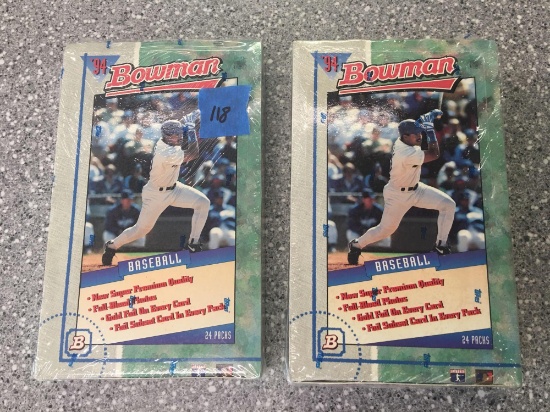 '94
Bowman
118
BASEBALL
• New Super Premium Quality
• Full-Bleed Photos
• Gold Foil On Every Card
• Foil Subset Card In Every Pack
B
24 PACKS
'94
Bowman
BASEBALL
• New Super Premium Quality
• Full-Bleed Photos
• Gold Foil On Every Card
• Foil Subset Card In Every Pack
B
24 PACKS